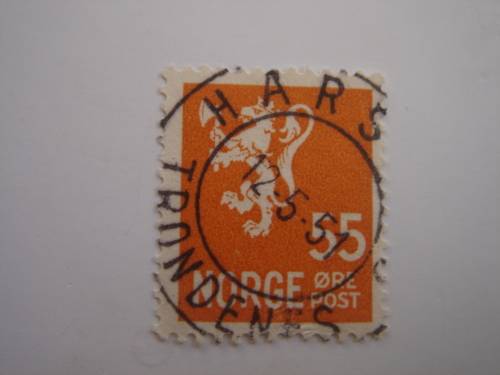 HARS
12-5-51
55
NORGE ØRE
POST
TRONDENES